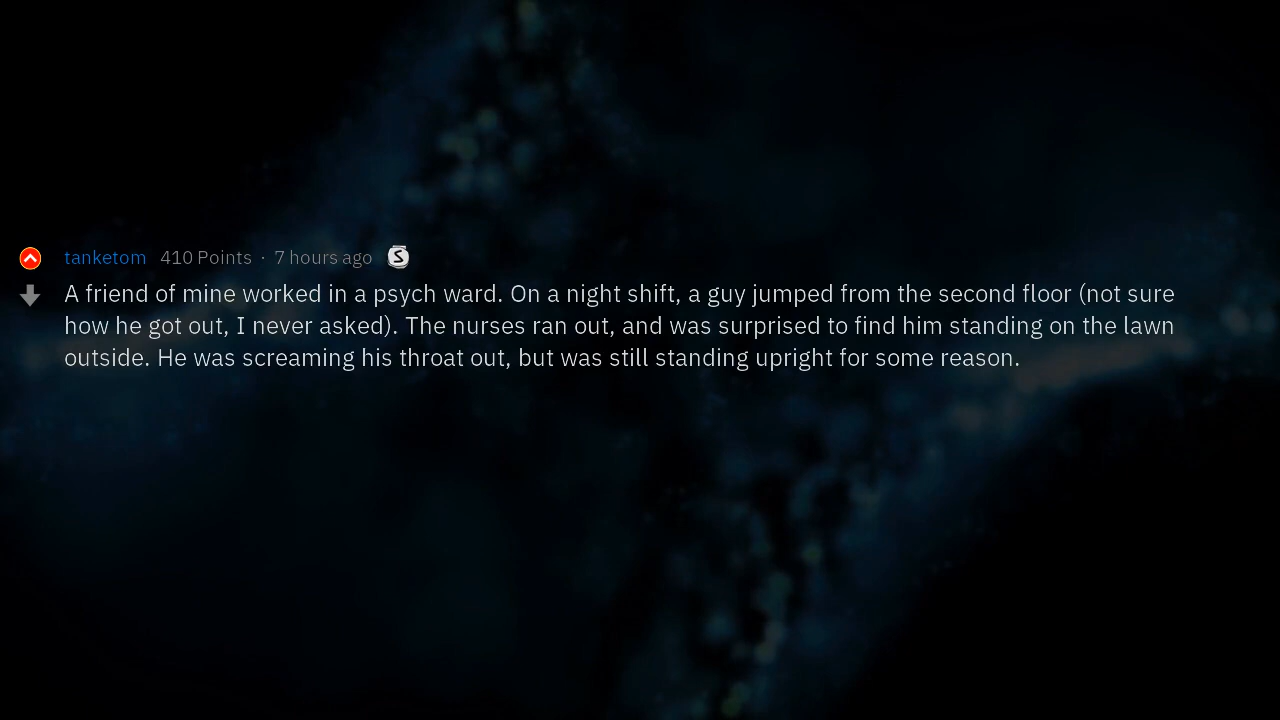 tanketom 410 Points · 7 hours ago S
A friend of mine worked in a psych ward. On a night shift, a guy jumped from the second floor (not sure
how he got out, I never asked). The nurses ran out, and was surprised to find him standing on the lawn
outside. He was screaming his throat out, but was still standing upright for some reason.